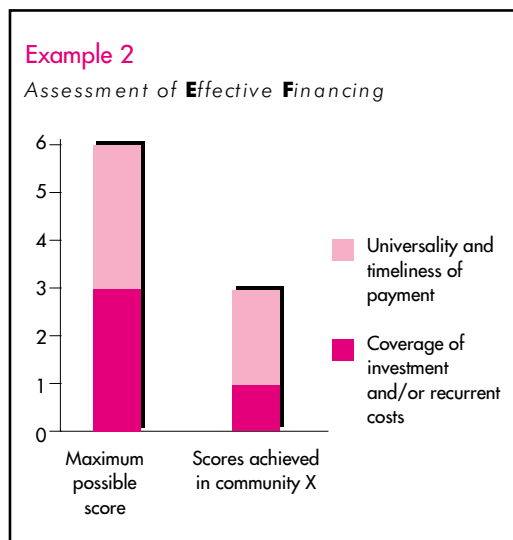 Example 2
Assessment of Effective Financing
6
5
4
3
2
1
0
Universality and
timeliness of
payment
Coverage of
investment
and/or recurrent
costs
Maximum
possible
score
Scores achieved
in community X